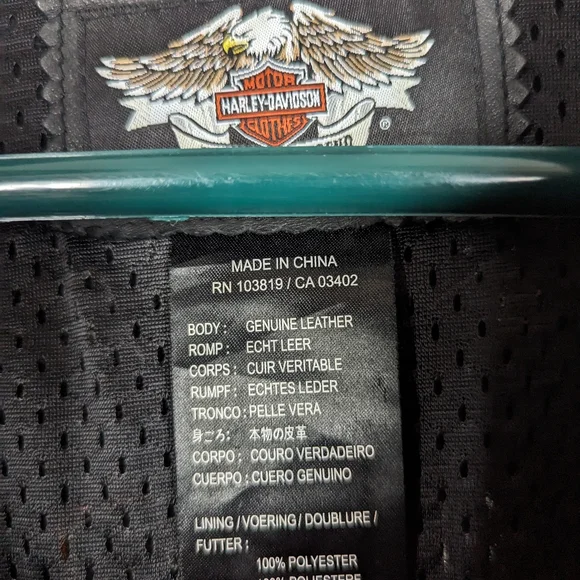 MOTOR
HARLEY-DAVIDSON
CLOTHES
®
MADE IN CHINA
RN 103819 / CA 03402
BODY : GENUINE LEATHER
ROMP : ECHT LEER
CORPS : CUIR VERITABLE
RUMPF : ECHTES LEDER
TRONCO : PELLE VERA
身ごろ: 本物の皮革
CORPO : COURO VERDADEIRO
CUERPO : CUERO GENUINO
LINING / VOERING / DOUBLURE /
FUTTER :
100% POLYESTER
100% POLYESTERE